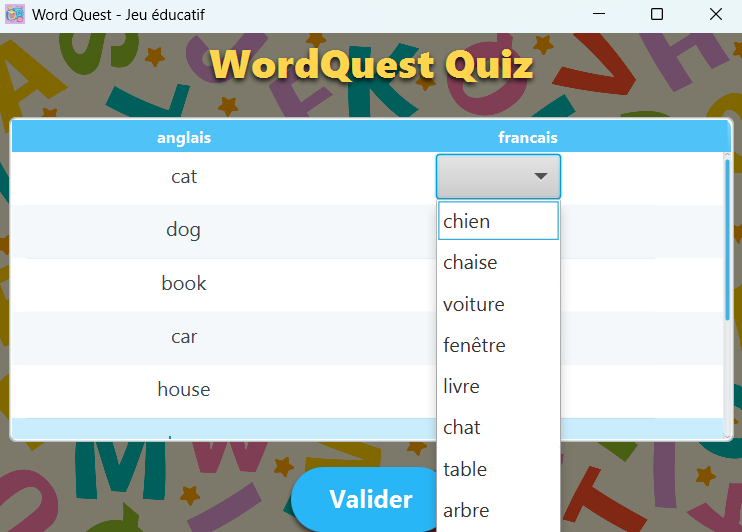 Word Quest - Jeu éducatif
WordQuest Quiz
anglais francais
cat
dog
book
car
house
chien
chaise
voiture
fenêtre
livre
chat
table
arbre
Valider